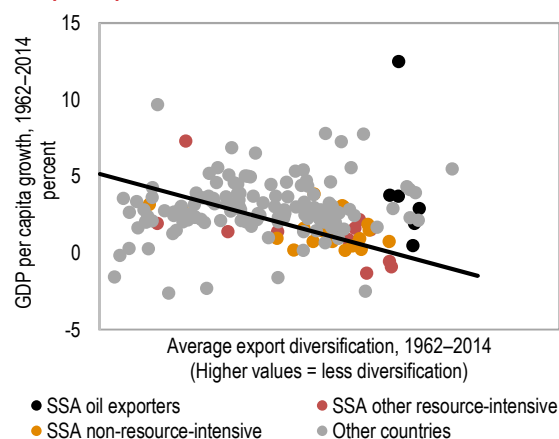 15
10
5
0
-5
GDP per capita growth, 1962–2014
percent
Average export diversification, 1962–2014
(Higher values = less diversification)
SSA oil exporters
SSA other resource-intensive
SSA non-resource-intensive
Other countries